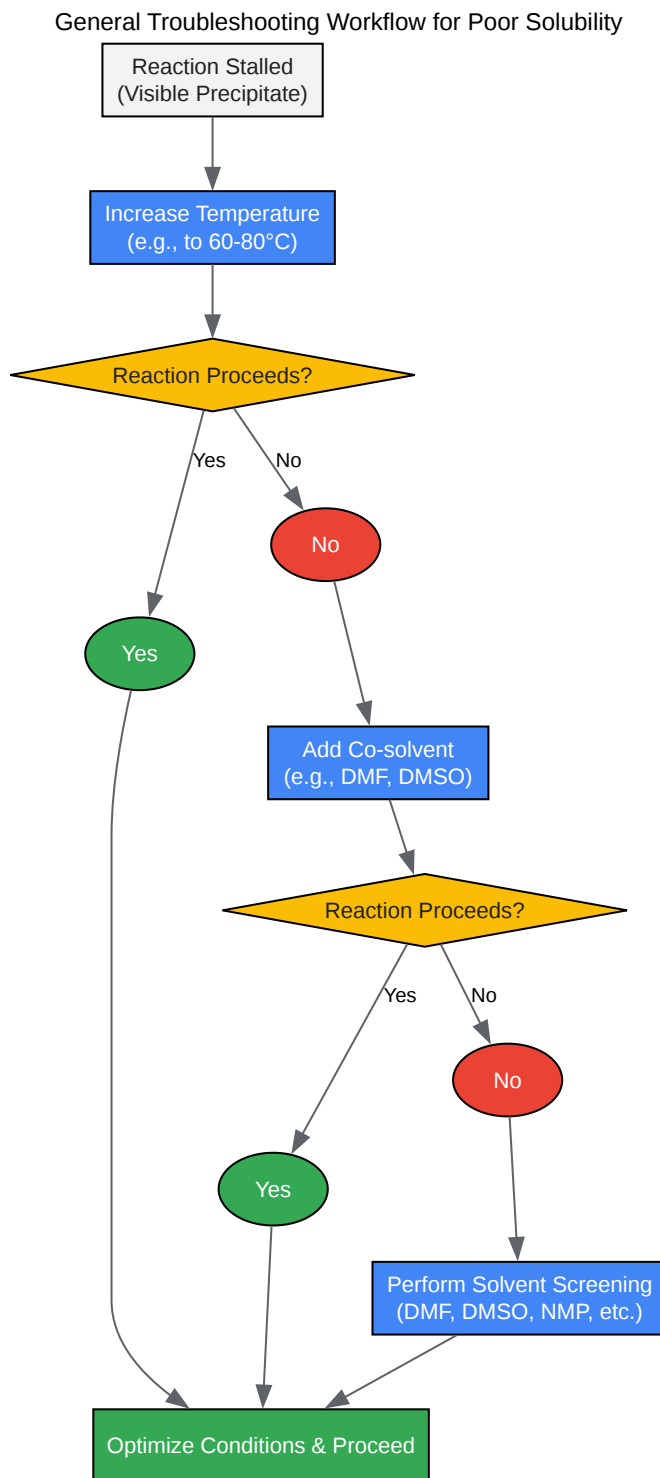 General Troubleshooting Workflow for Poor Solubility
Reaction Stalled
(Visible Precipitate)
Increase Temperature
(e.g., to 60-80°C)
Reaction Proceeds?
Yes
No
No
Yes
Add Co-solvent
(e.g., DMF, DMSO)
Reaction Proceeds?
Yes
No
No
Yes
Perform Solvent Screening
(DMF, DMSO, NMP, etc.)
Optimize Conditions & Proceed